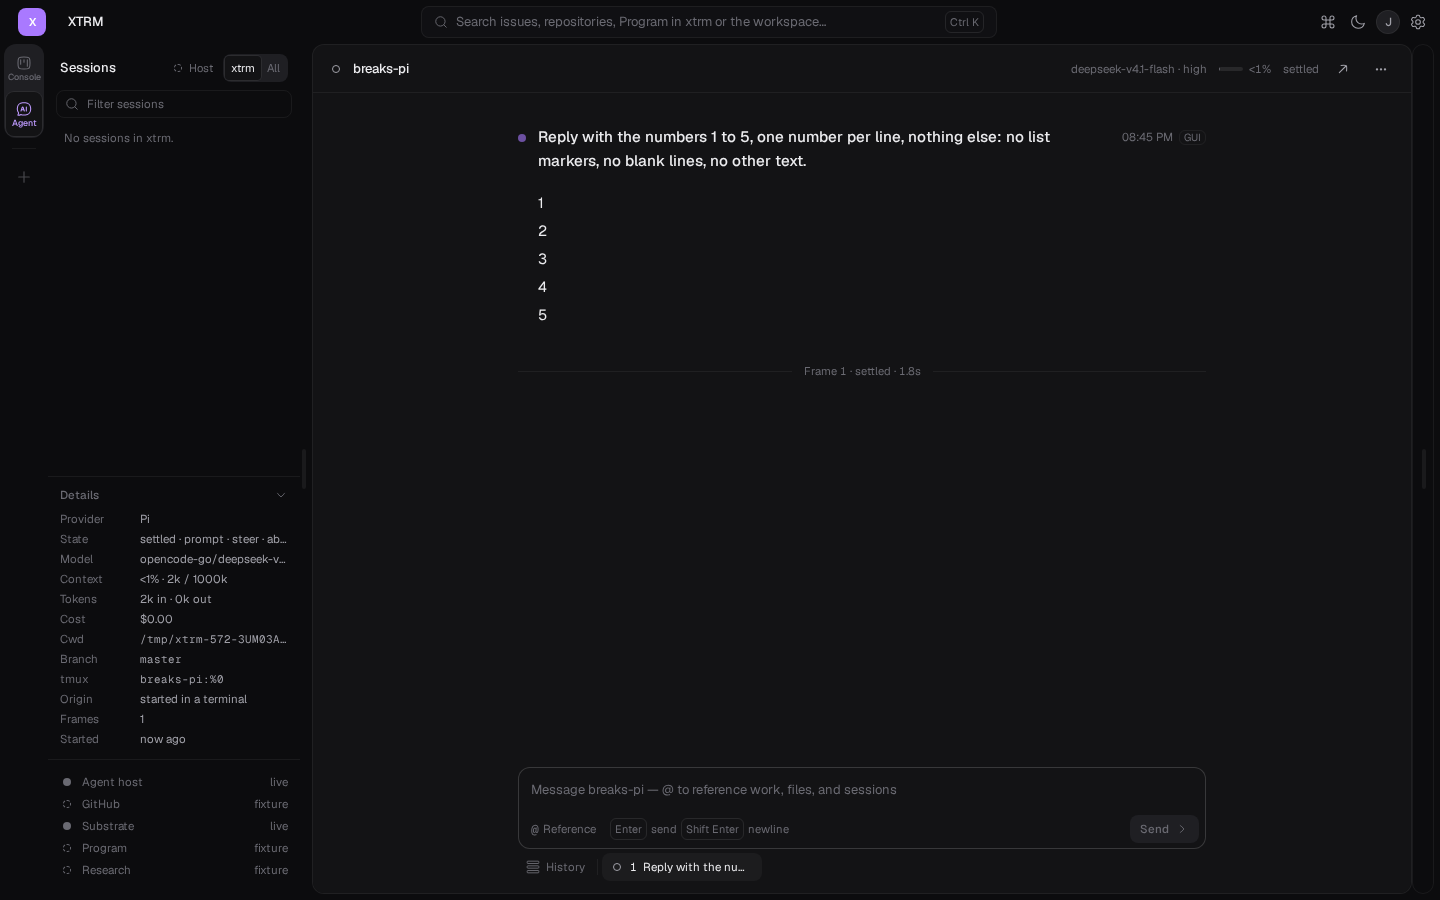 X
XTRM
Search issues, repositories, Program in xtrm or the workspace...
Ctrl K
J
Console
AI
Agent
Sessions
Host
xtrm
All
Filter sessions
No sessions in xtrm.
Details
Provider Pi
State settled · prompt · steer · ab...
Model opencode-go/deepseek-v...
Context <1% · 2k / 1000k
Tokens 2k in · 0k out
Cost $0.00
Cwd /tmp/xtrm-572-3UM03A...
Branch master
tmux breaks-pi:%0
Origin started in a terminal
Frames 1
Started now ago
Agent host live
GitHub fixture
Substrate live
Program fixture
Research fixture
breaks-pi
deepseek-v4.1-flash · high <1% settled
Reply with the numbers 1 to 5, one number per line, nothing else: no list
markers, no blank lines, no other text.
08:45 PM GUI
1
2
3
4
5
Frame 1 · settled · 1.8s
Message breaks-pi — @ to reference work, files, and sessions
@ Reference Enter send Shift Enter newline
Send
History
1 Reply with the nu...